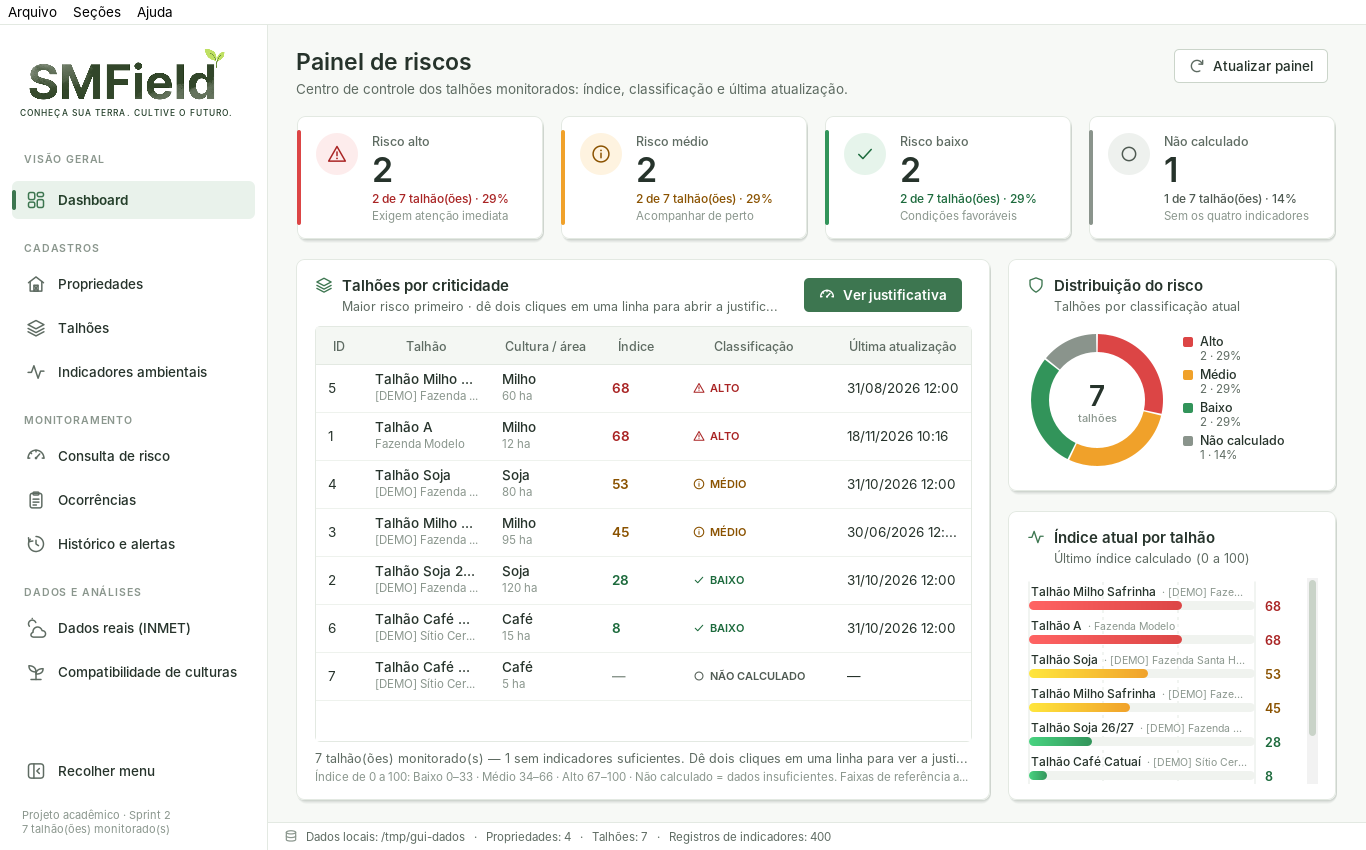 Arquivo Seções Ajuda
SMField
CONHEÇA SUA TERRA. CULTIVE O FUTURO.
VISÃO GERAL
Dashboard
CADASTROS
Propriedades
Talhões
Indicadores ambientais
MONITORAMENTO
Consulta de risco
Ocorrências
Histórico e alertas
DADOS E ANÁLISES
Dados reais (INMET)
Compatibilidade de culturas
Recolher menu
Projeto acadêmico · Sprint 2
7 talhão(ões) monitorado(s)
Painel de riscos
Centro de controle dos talhões monitorados: índice, classificação e última atualização.
Atualizar painel
Risco alto
2
2 de 7 talhão(ões) · 29%
Exigem atenção imediata
Risco médio
2
2 de 7 talhão(ões) · 29%
Acompanhar de perto
Risco baixo
2
2 de 7 talhão(ões) · 29%
Condições favoráveis
Não calculado
1
1 de 7 talhão(ões) · 14%
Sem os quatro indicadores
Talhões por criticidade
Maior risco primeiro · dê dois cliques em uma linha para abrir a justific...
Ver justificativa
ID Talhão Cultura / área Índice Classificação Última atualização
5 Talhão Milho ... Milho 68 ALTO 31/08/2026 12:00
[DEMO] Fazenda ... 60 ha
1 Talhão A Milho 68 ALTO 18/11/2026 10:16
Fazenda Modelo 12 ha
4 Talhão Soja Soja 53 MÉDIO 31/10/2026 12:00
[DEMO] Fazenda ... 80 ha
3 Talhão Milho ... Milho 45 MÉDIO 30/06/2026 12:...
[DEMO] Fazenda ... 95 ha
2 Talhão Soja 2... Soja 28 BAIXO 31/10/2026 12:00
[DEMO] Fazenda ... 120 ha
6 Talhão Café ... Café 8 BAIXO 31/10/2026 12:00
[DEMO] Sítio Cer... 15 ha
7 Talhão Café ... Café — NÃO CALCULADO —
[DEMO] Sítio Cer... 5 ha
7 talhão(ões) monitorado(s) — 1 sem indicadores suficientes. Dê dois cliques em uma linha para ver a justi...
Índice de 0 a 100: Baixo 0–33 · Médio 34–66 · Alto 67–100 · Não calculado = dados insuficientes. Faixas de referência a...
Distribuição do risco
Talhões por classificação atual
7
talhões
Alto
2 · 29%
Médio
2 · 29%
Baixo
2 · 29%
Não calculado
1 · 14%
Índice atual por talhão
Último índice calculado (0 a 100)
Talhão Milho Safrinha · [DEMO] Faze...
68
Talhão A · Fazenda Modelo
68
Talhão Soja · [DEMO] Fazenda Santa H...
53
Talhão Milho Safrinha · [DEMO] Faze...
45
Talhão Soja 26/27 · [DEMO] Fazenda ...
28
Talhão Café Catuaí · [DEMO] Sítio Cer...
8
Dados locais: /tmp/gui-dados · Propriedades: 4 · Talhões: 7 · Registros de indicadores: 400